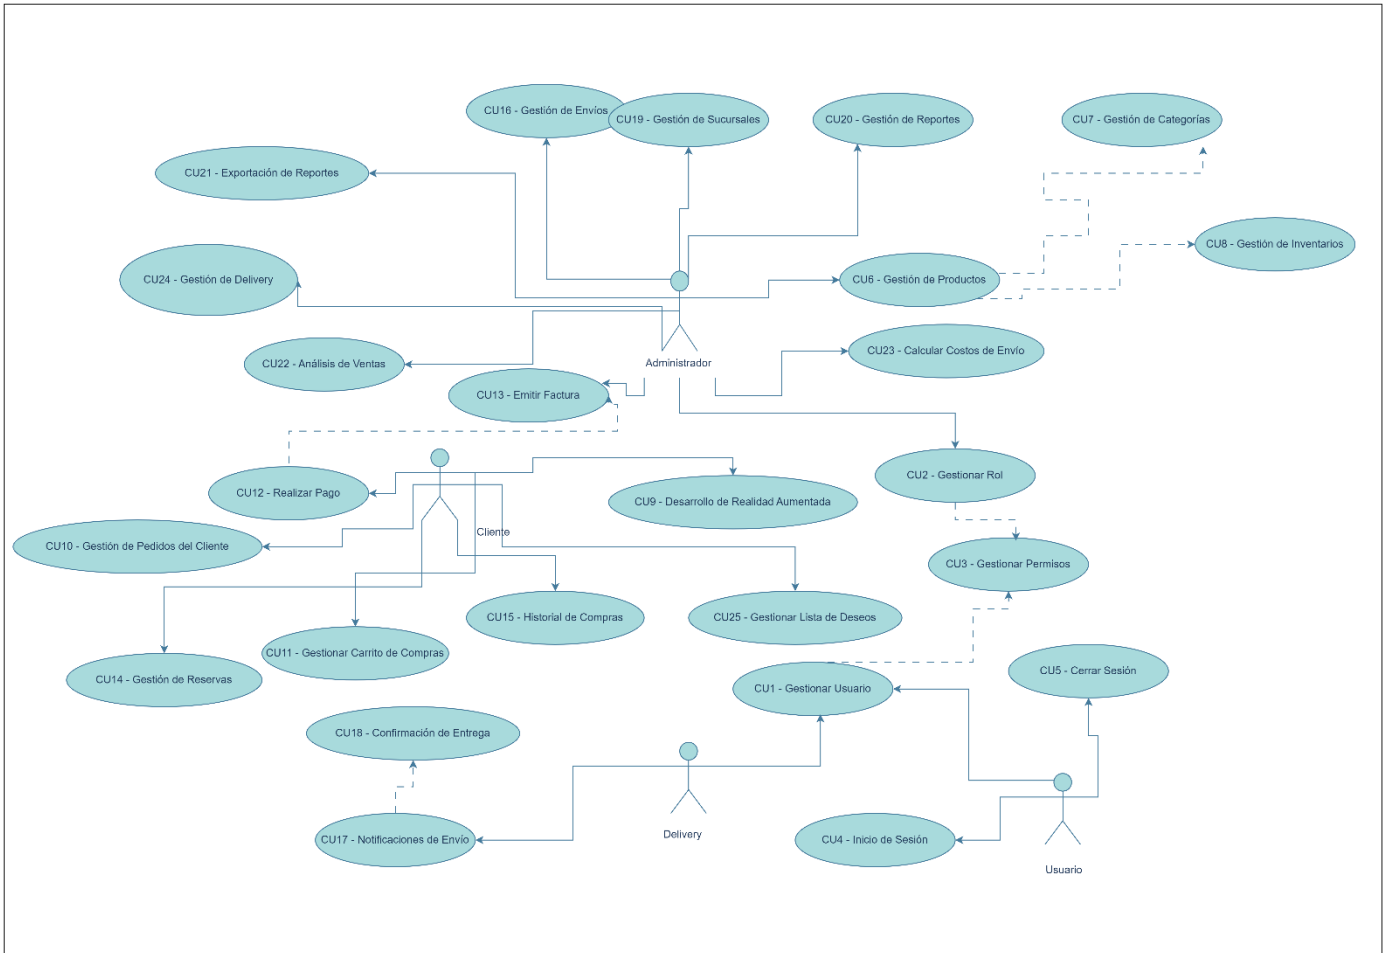 CU16 - Gestión de Envíos
CU19 - Gestión de Sucursales
CU20 - Gestión de Reportes
CU7 - Gestión de Categorías
CU21 - Exportación de Reportes
CU8 - Gestión de Inventarios
CU24 - Gestión de Delivery
CU6 - Gestión de Productos
CU22 - Análisis de Ventas
Administrador
CU23 - Calcular Costos de Envío
CU13 - Emitir Factura
CU12 - Realizar Pago
CU9 - Desarrollo de Realidad Aumentada
CU2 - Gestionar Rol
Cliente
CU10 - Gestión de Pedidos del Cliente
CU3 - Gestionar Permisos
CU15 - Historial de Compras
CU25 - Gestionar Lista de Deseos
CU11 - Gestionar Carrito de Compras
CU14 - Gestión de Reservas
CU1 - Gestionar Usuario
CU5 - Cerrar Sesión
CU18 - Confirmación de Entrega
Delivery
CU17 - Notificaciones de Envío
CU4 - Inicio de Sesión
Usuario